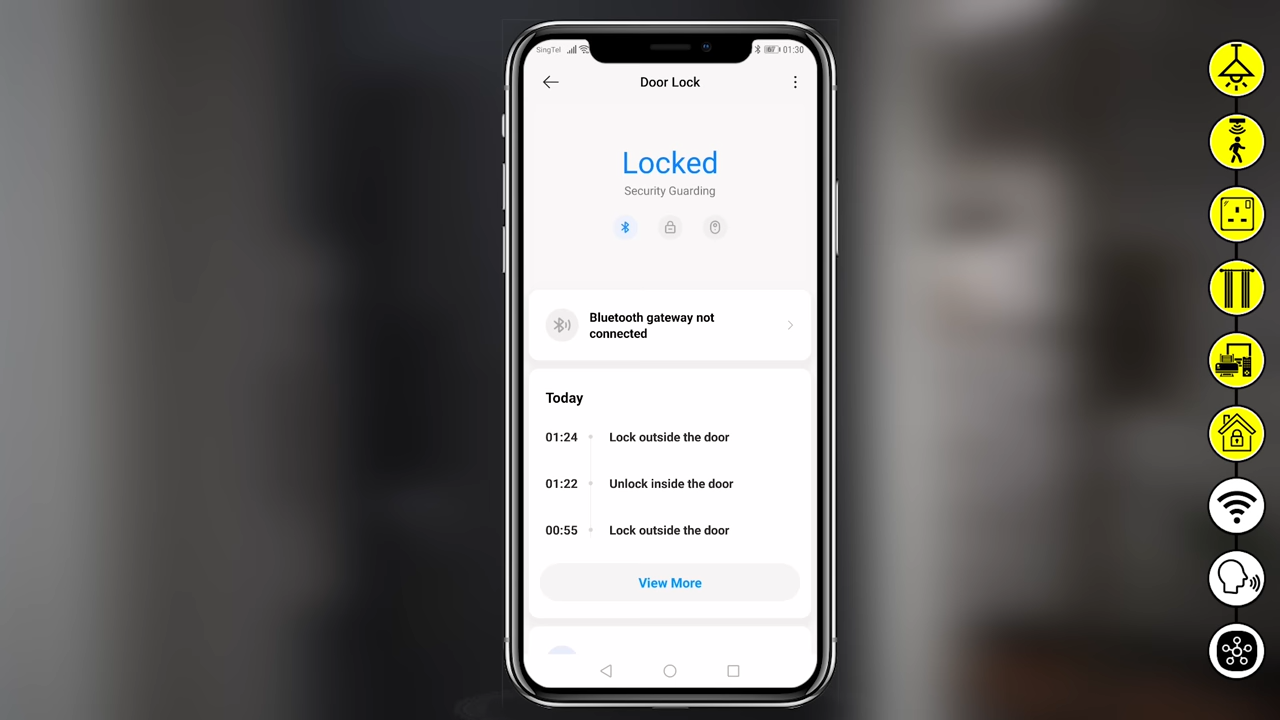 SingTel
67
01:30
Door Lock
Locked
Security Guarding
Bluetooth gateway not
connected
Today
01:24 Lock outside the door
01:22 Unlock inside the door
00:55 Lock outside the door
View More